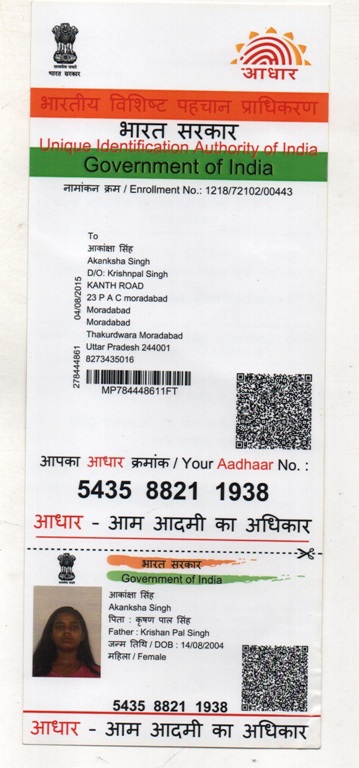 भारत सरकार
आधार
भारतीय विशिष्ट पहचान प्राधिकरण
भारत सरकार
Unique Identification Authority of India
Government of India
नामांकन क्रम / Enrollment No.: 1218/72102/00443
To
आकांक्षा सिंह
Akanksha Singh
D/O: Krishnpal Singh
KANTH ROAD
23 P A C moradabad
Moradabad
Moradabad
Thakurdwara Moradabad
Uttar Pradesh 244001
8273435016
278444861
04/08/2015
MP784448611FT
आपका आधार क्रमांक / Your Aadhaar No. :
5435 8821 1938
आधार - आम आदमी का अधिकार
भारत सरकार
Government of India
आकांक्षा सिंह
Akanksha Singh
पिता : कृष्ण पाल सिंह
Father : Krishan Pal Singh
जन्म तिथि / DOB : 14/08/2004
महिला / Female
5435 8821 1938
आधार - आम आदमी का अधिकार